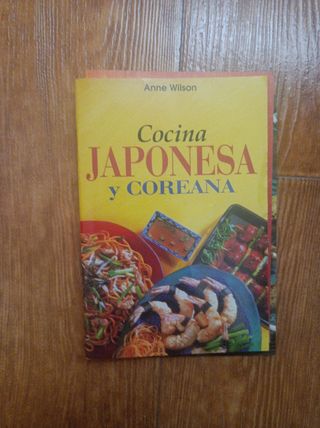 Anne Wilson
Cocina
JAPONESA
y COREANA